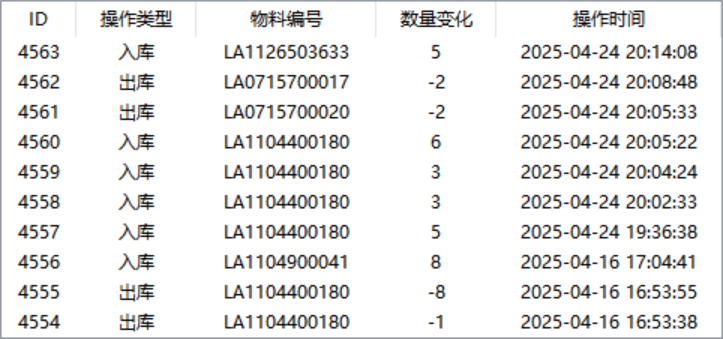 ID 操作类型 物料编号 数量变化 操作时间
4563 入库 LA1126503633 5 2025-04-24 20:14:08
4562 出库 LA0715700017 -2 2025-04-24 20:08:48
4561 出库 LA0715700020 -2 2025-04-24 20:05:33
4560 入库 LA1104400180 6 2025-04-24 20:05:22
4559 入库 LA1104400180 3 2025-04-24 20:04:24
4558 入库 LA1104400180 3 2025-04-24 20:02:33
4557 入库 LA1104400180 5 2025-04-24 19:36:38
4556 入库 LA1104900041 8 2025-04-16 17:04:41
4555 出库 LA1104400180 -8 2025-04-16 16:53:55
4554 出库 LA1104400180 -1 2025-04-16 16:53:38